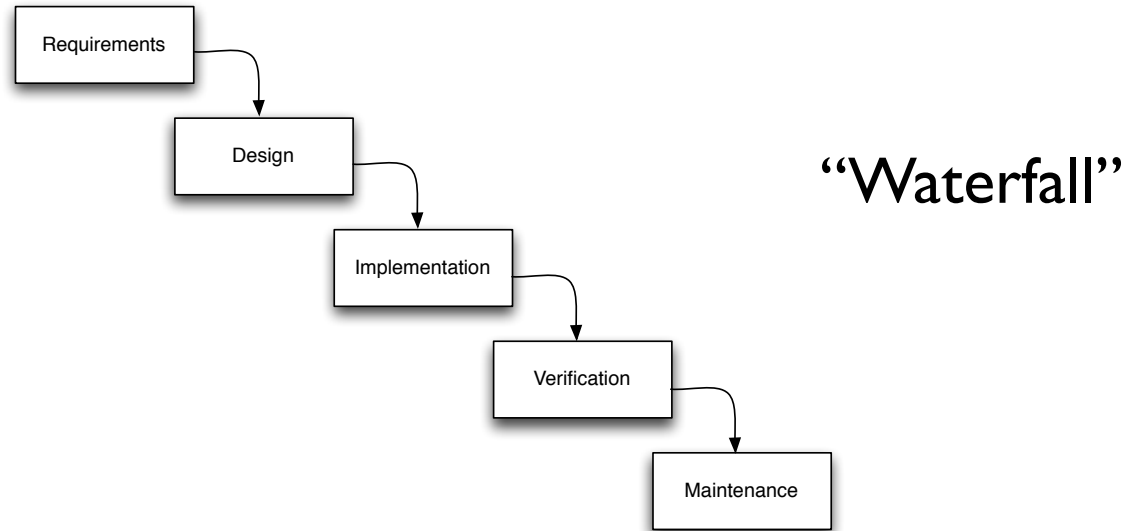 Requirements
Design
“Waterfall”
Implementation
Verification
Maintenance